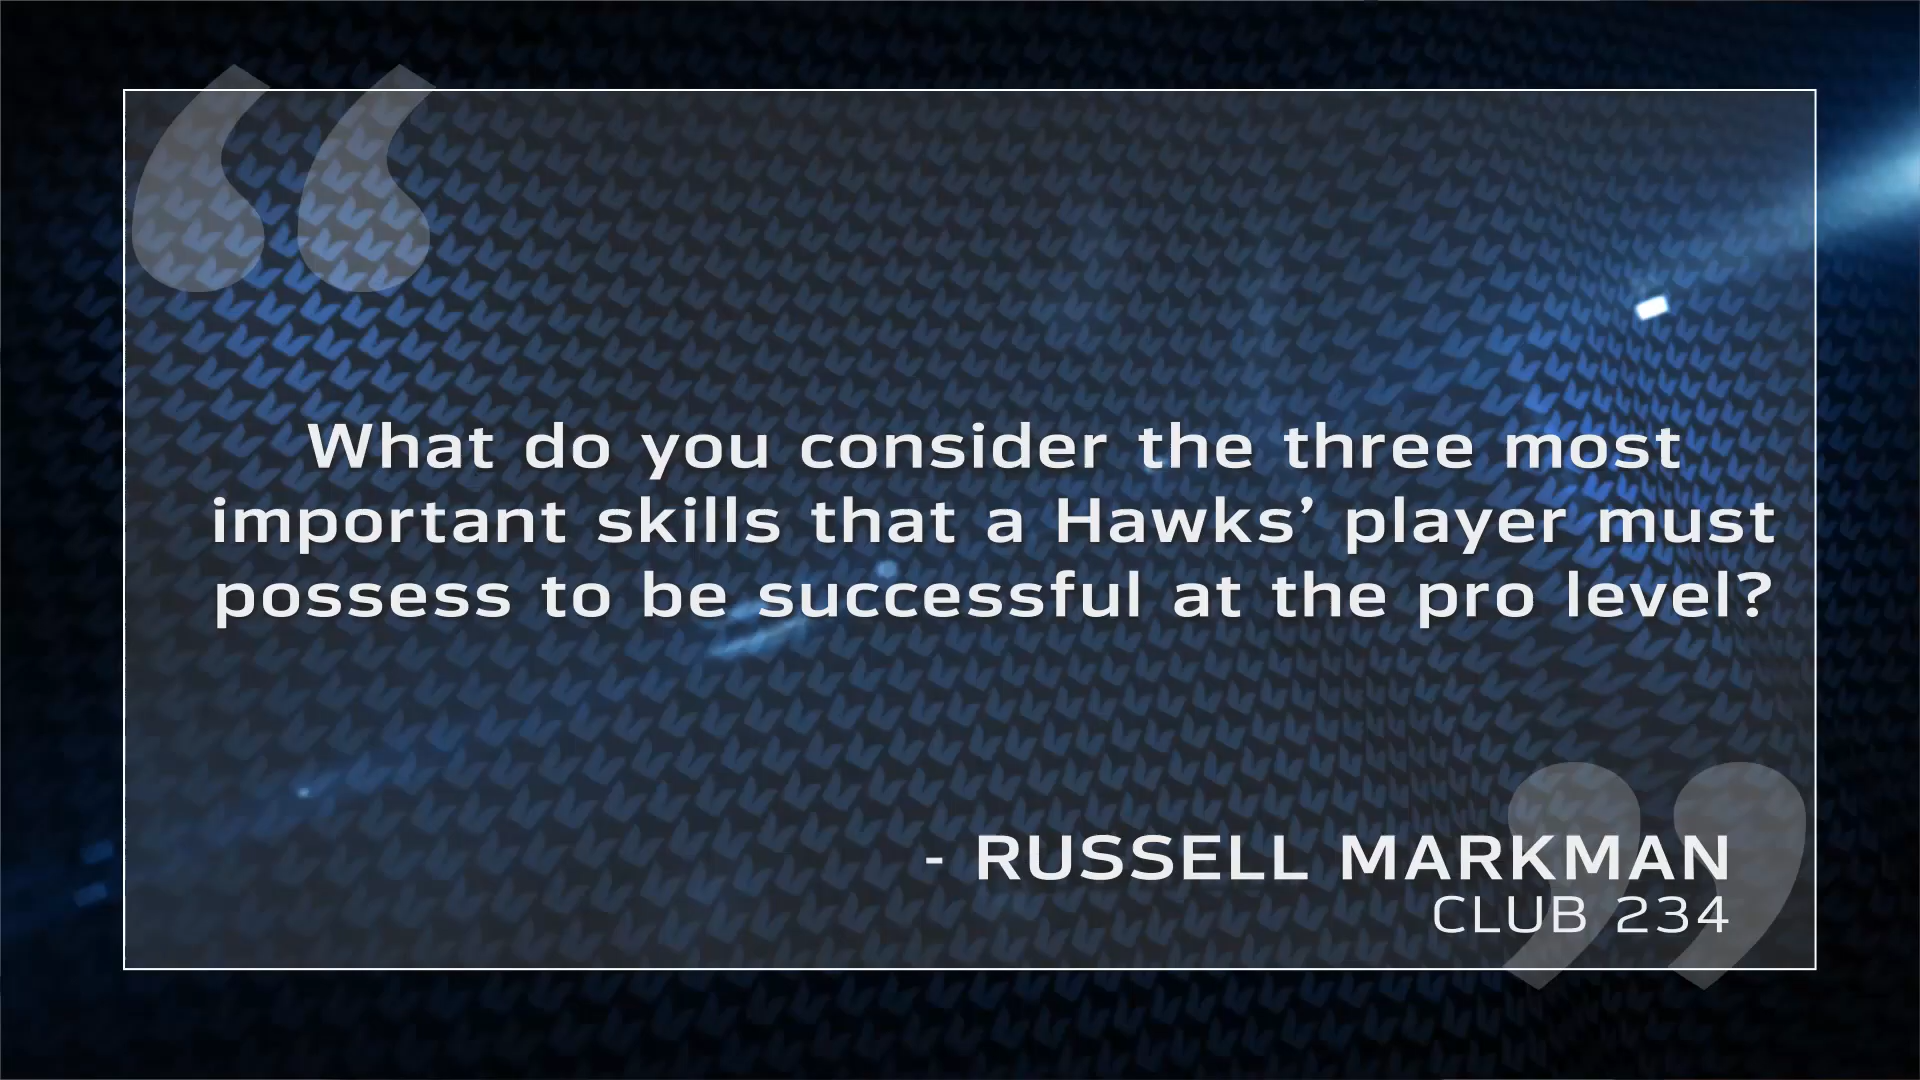 What do you consider the three most
important skills that a Hawks’ player must
possess to be successful at the pro level?
- RUSSELL MARKMAN
CLUB 234